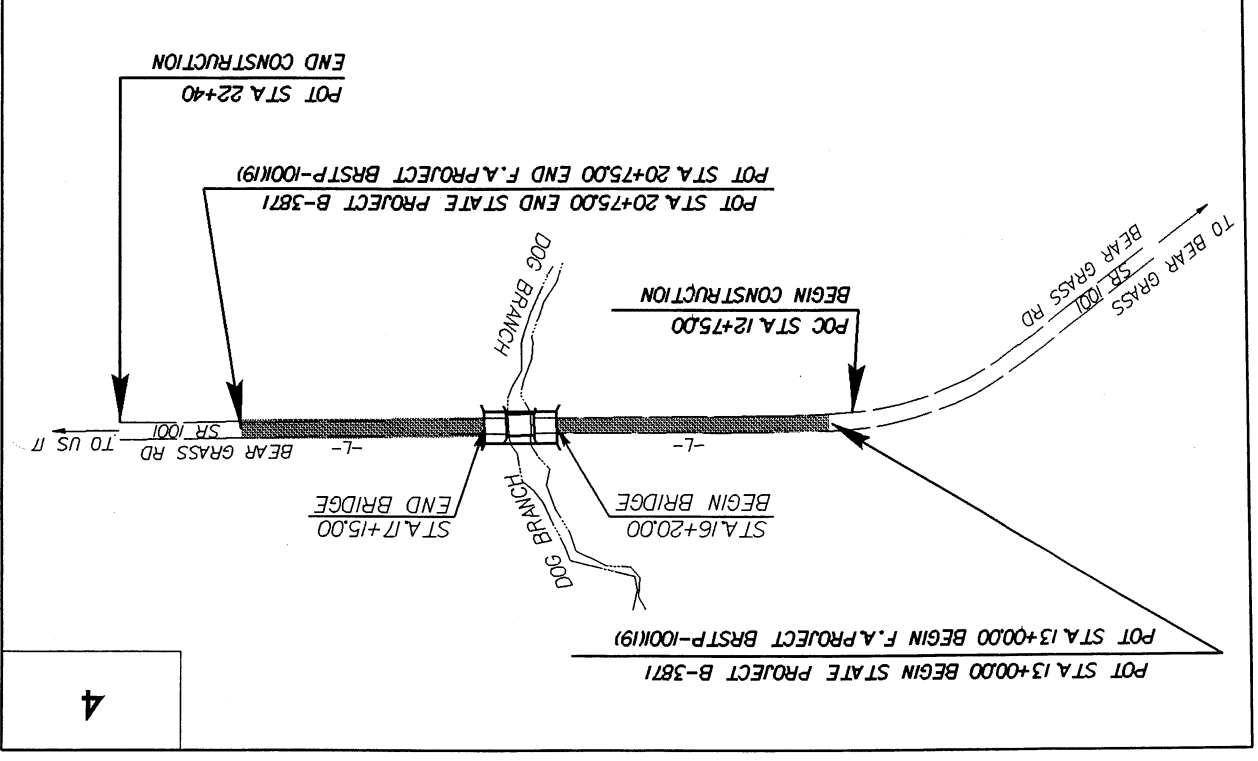 4
POT STA. 13+00.00 BEGIN STATE PROJECT B-3871
POT STA. 13+00.00 BEGIN F.A. PROJECT BRSTP-1001(19)
DOG BRANCH
STA. 16+20.00
BEGIN BRIDGE
STA. 17+15.00
END BRIDGE
-L-
-L-
BEAR GRASS RD
SR 1001
TO US 17
TO BEAR GRASS
SR 1001
BEAR GRASS RD
POC STA. 12+75.00
BEGIN CONSTRUCTION
DOG BRANCH
POT STA. 20+75.00 END STATE PROJECT B-3871
POT STA. 20+75.00 END F.A. PROJECT BRSTP-1001(19)
POT STA. 22+40
END CONSTRUCTION